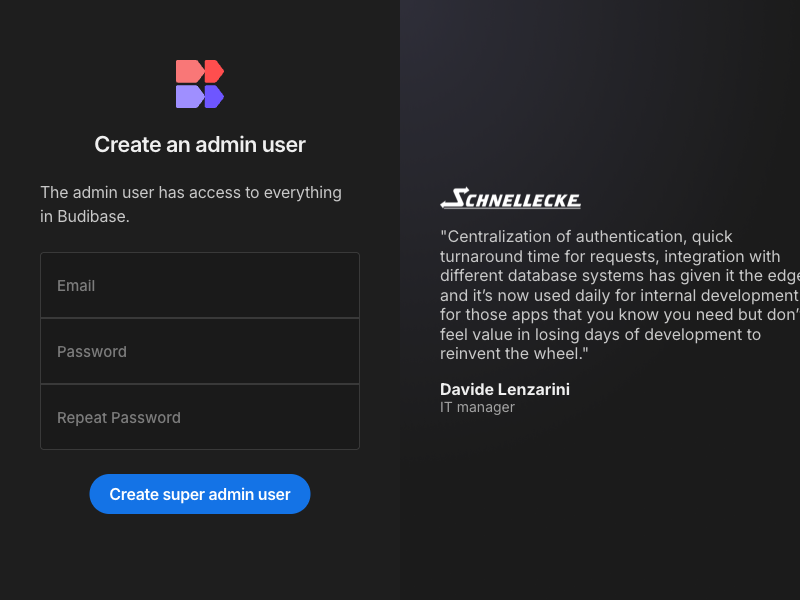 Create an admin user
The admin user has access to everything
in Budibase.
Email
Password
Repeat Password
Create super admin user
SCHNELLECKE
"Centralization of authentication, quick
turnaround time for requests, integration with
different database systems has given it the edge
and it’s now used daily for internal development
for those apps that you know you need but don’
feel value in losing days of development to
reinvent the wheel."
Davide Lenzarini
IT manager